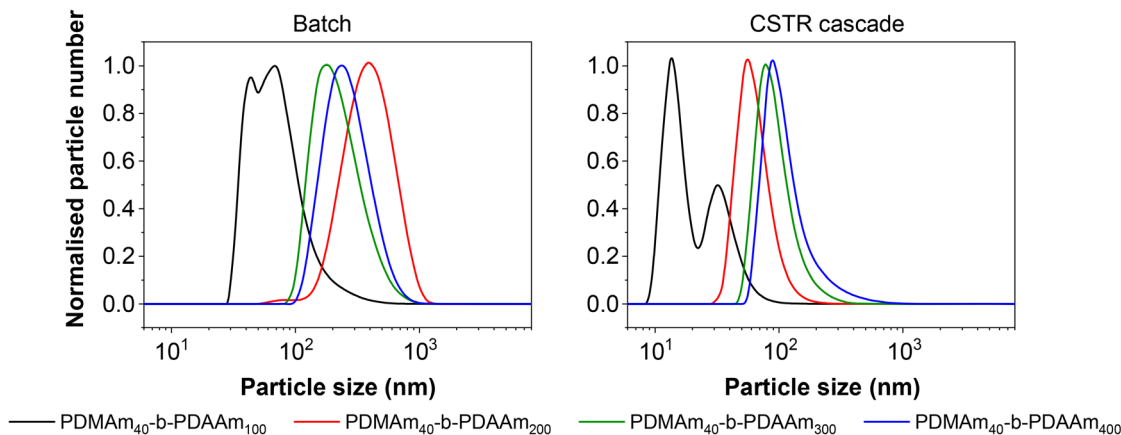 Batch
CSTR cascade
Normalised particle number
1.0
0.8
0.6
0.4
0.2
0.0
10¹ 10² 10³
Particle size (nm)
1.0
0.8
0.6
0.4
0.2
0.0
10¹ 10² 10³
Particle size (nm)
PDMAm₄₀-b-PDAAm₁₀₀ PDMAm₄₀-b-PDAAm₂₀₀ PDMAm₄₀-b-PDAAm₃₀₀ PDMAm₄₀-b-PDAAm₄₀₀